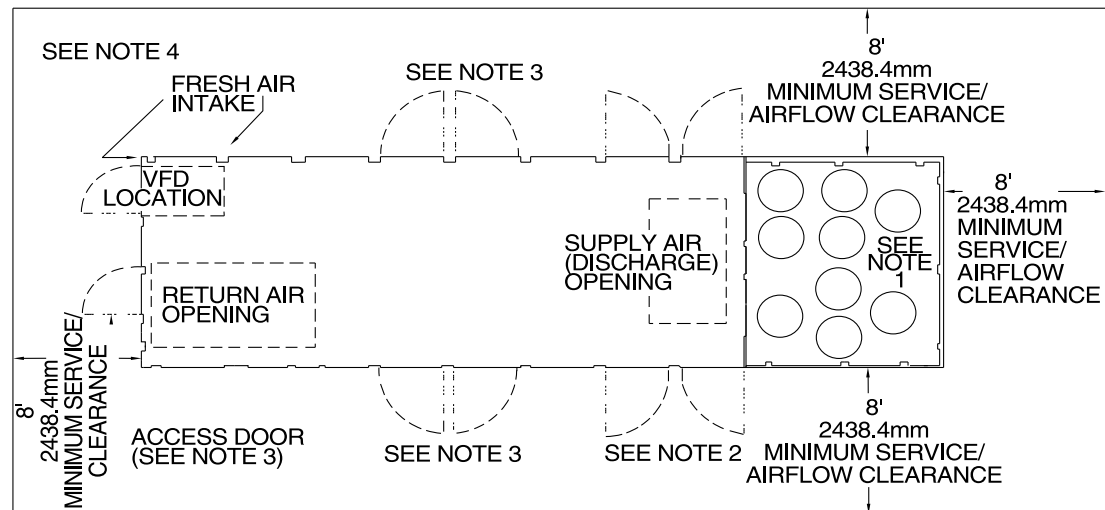 SEE NOTE 4
FRESH AIR
INTAKE
SEE NOTE 3
8'
2438.4mm
MINIMUM SERVICE/
AIRFLOW CLEARANCE
VFD
LOCATION
RETURN AIR
OPENING
SUPPLY AIR
(DISCHARGE)
OPENING
SEE
NOTE
1
8'
2438.4mm
MINIMUM
SERVICE/
AIRFLOW
CLEARANCE
8'
2438.4mm
MINIMUM SERVICE/
CLEARANCE
ACCESS DOOR
(SEE NOTE 3)
SEE NOTE 3
SEE NOTE 2
8'
2438.4mm
MINIMUM SERVICE/
AIRFLOW CLEARANCE